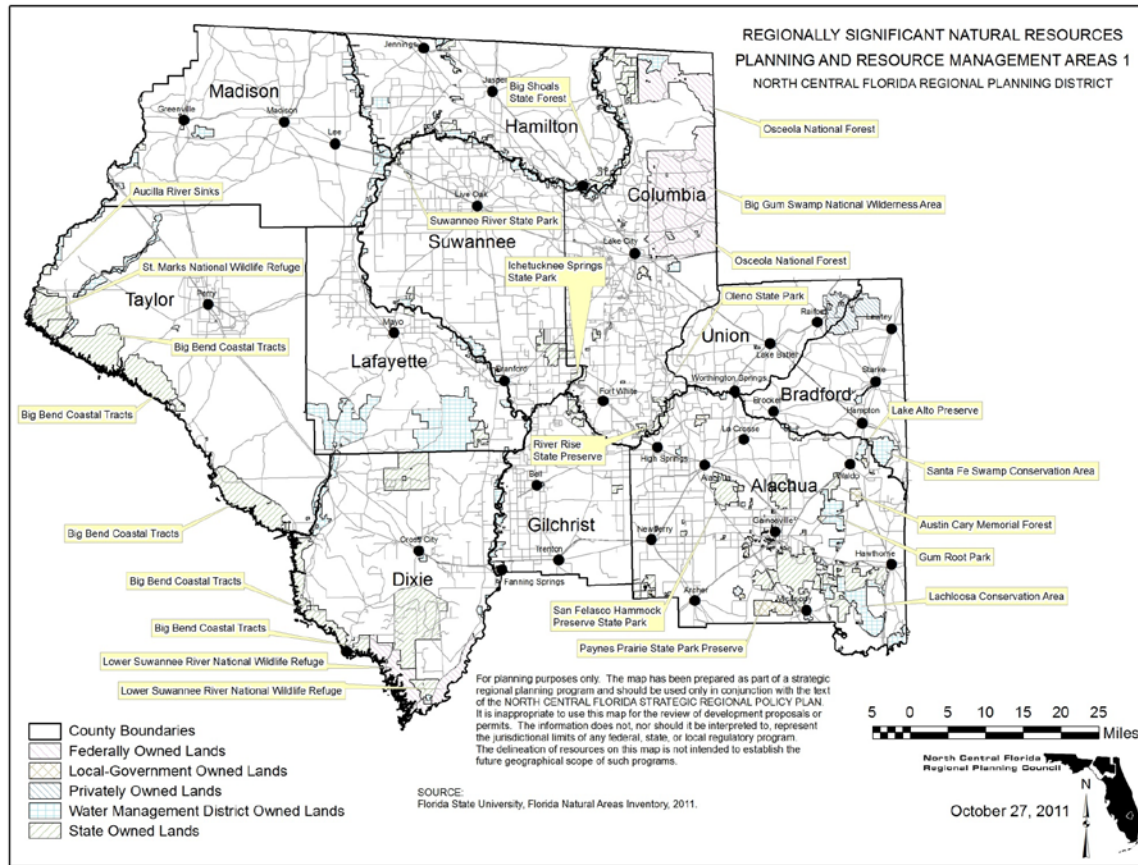 REGIONALLY SIGNIFICANT NATURAL RESOURCES
PLANNING AND RESOURCE MANAGEMENT AREAS 1
NORTH CENTRAL FLORIDA REGIONAL PLANNING DISTRICT
Jennings
Jasper
Big Shoals
State Forest
Madison
Hamilton
Greenville
Madison
Lee
Osceola National Forest
Columbia
Aucilla River Sinks
Live Oak
Suwannee River State Park
Big Gum Swamp National Wilderness Area
Suwannee
Lake City
Osceola National Forest
Ichetucknee Springs
State Park
St. Marks National Wildlife Refuge
Taylor
Perry
Oleno State Park
Raiford
Lawtey
Mayo
Union
Lake Butler
Big Bend Coastal Tracts
Lafayette
Branford
Worthington Springs
Starke
Fort White
Brooker
Bradford
Big Bend Coastal Tracts
Hampton
Lake Alto Preserve
River Rise
State Preserve
La Crosse
High Springs
Alachua
Waldo
Santa Fe Swamp Conservation Area
Bell
Alachua
Big Bend Coastal Tracts
Gilchrist
Newberry
Gainesville
Austin Cary Memorial Forest
Cross City
Trenton
Hawthorne
Gum Root Park
Dixie
Fanning Springs
Big Bend Coastal Tracts
Archer
Micanopy
Lachloosa Conservation Area
San Felasco Hammock
Preserve State Park
Big Bend Coastal Tracts
Paynes Prairie State Park Preserve
Lower Suwannee River National Wildlife Refuge
Lower Suwannee River National Wildlife Refuge
For planning purposes only. The map has been prepared as part of a strategic
regional planning program and should be used only in conjunction with the text
of the NORTH CENTRAL FLORIDA STRATEGIC REGIONAL POLICY PLAN.
It is inappropriate to use this map for the review of development proposals or
permits. The information does not, nor should it be interpreted to, represent
the jurisdictional limits of any federal, state, or local regulatory program.
The delineation of resources on this map is not intended to establish the
future geographical scope of such programs.
County Boundaries
Federally Owned Lands
Local-Government Owned Lands
Privately Owned Lands
Water Management District Owned Lands
State Owned Lands
SOURCE:
Florida State University, Florida Natural Areas Inventory, 2011.
5 0 5 10 15 20 25
Miles
North Central Florida
Regional Planning Council
N
October 27, 2011